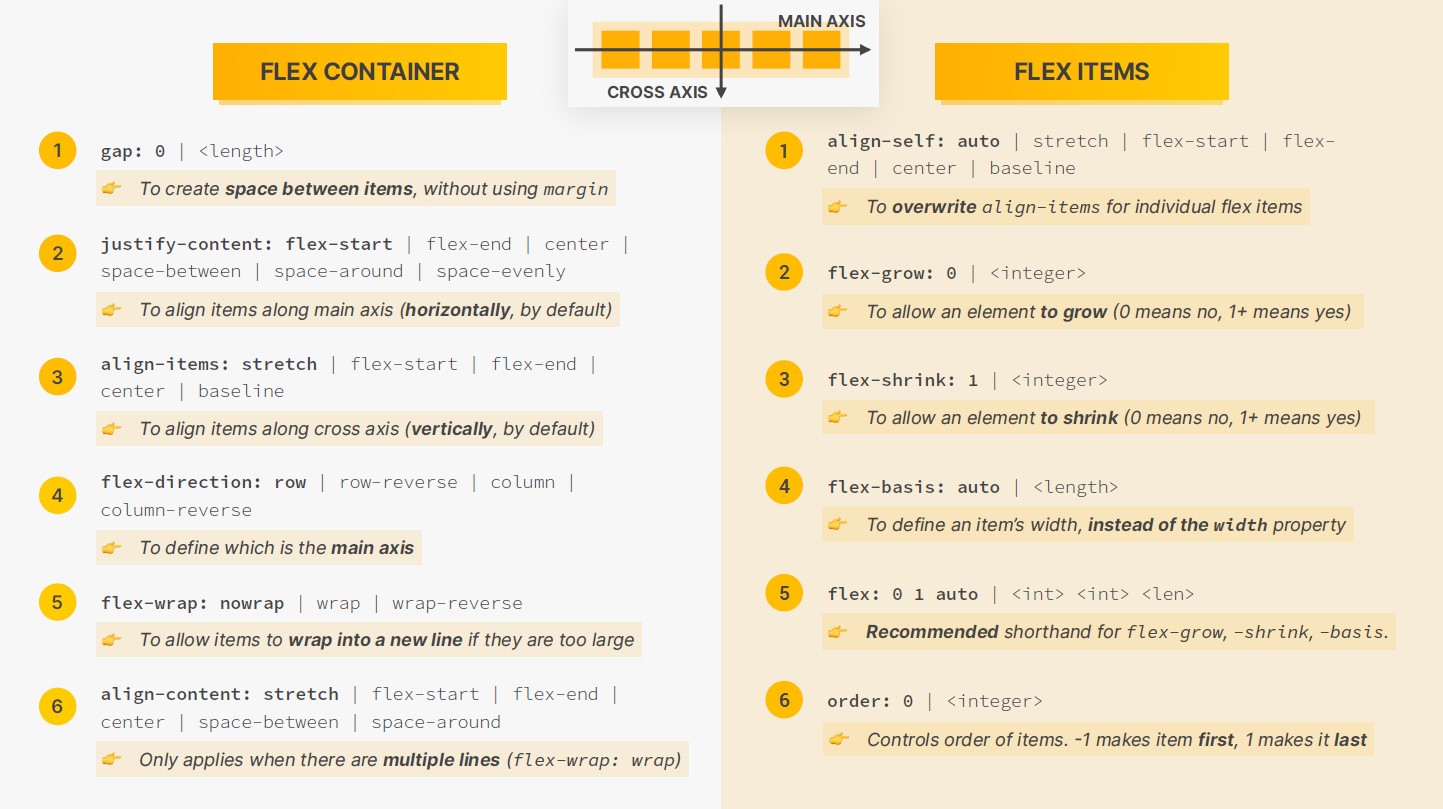 MAIN AXIS
CROSS AXIS
FLEX CONTAINER
1
gap: 0 | <length>
👉 To create space between items, without using margin
2
justify-content: flex-start | flex-end | center |
space-between | space-around | space-evenly
👉 To align items along main axis (horizontally, by default)
3
align-items: stretch | flex-start | flex-end |
center | baseline
👉 To align items along cross axis (vertically, by default)
4
flex-direction: row | row-reverse | column |
column-reverse
👉 To define which is the main axis
5
flex-wrap: nowrap | wrap | wrap-reverse
👉 To allow items to wrap into a new line if they are too large
6
align-content: stretch | flex-start | flex-end |
center | space-between | space-around
👉 Only applies when there are multiple lines (flex-wrap: wrap)
FLEX ITEMS
1
align-self: auto | stretch | flex-start | flex-
end | center | baseline
👉 To overwrite align-items for individual flex items
2
flex-grow: 0 | <integer>
👉 To allow an element to grow (0 means no, 1+ means yes)
3
flex-shrink: 1 | <integer>
👉 To allow an element to shrink (0 means no, 1+ means yes)
4
flex-basis: auto | <length>
👉 To define an item’s width, instead of the width property
5
flex: 0 1 auto | <int> <int> <len>
👉 Recommended shorthand for flex-grow, -shrink, -basis.
6
order: 0 | <integer>
👉 Controls order of items. -1 makes item first, 1 makes it last